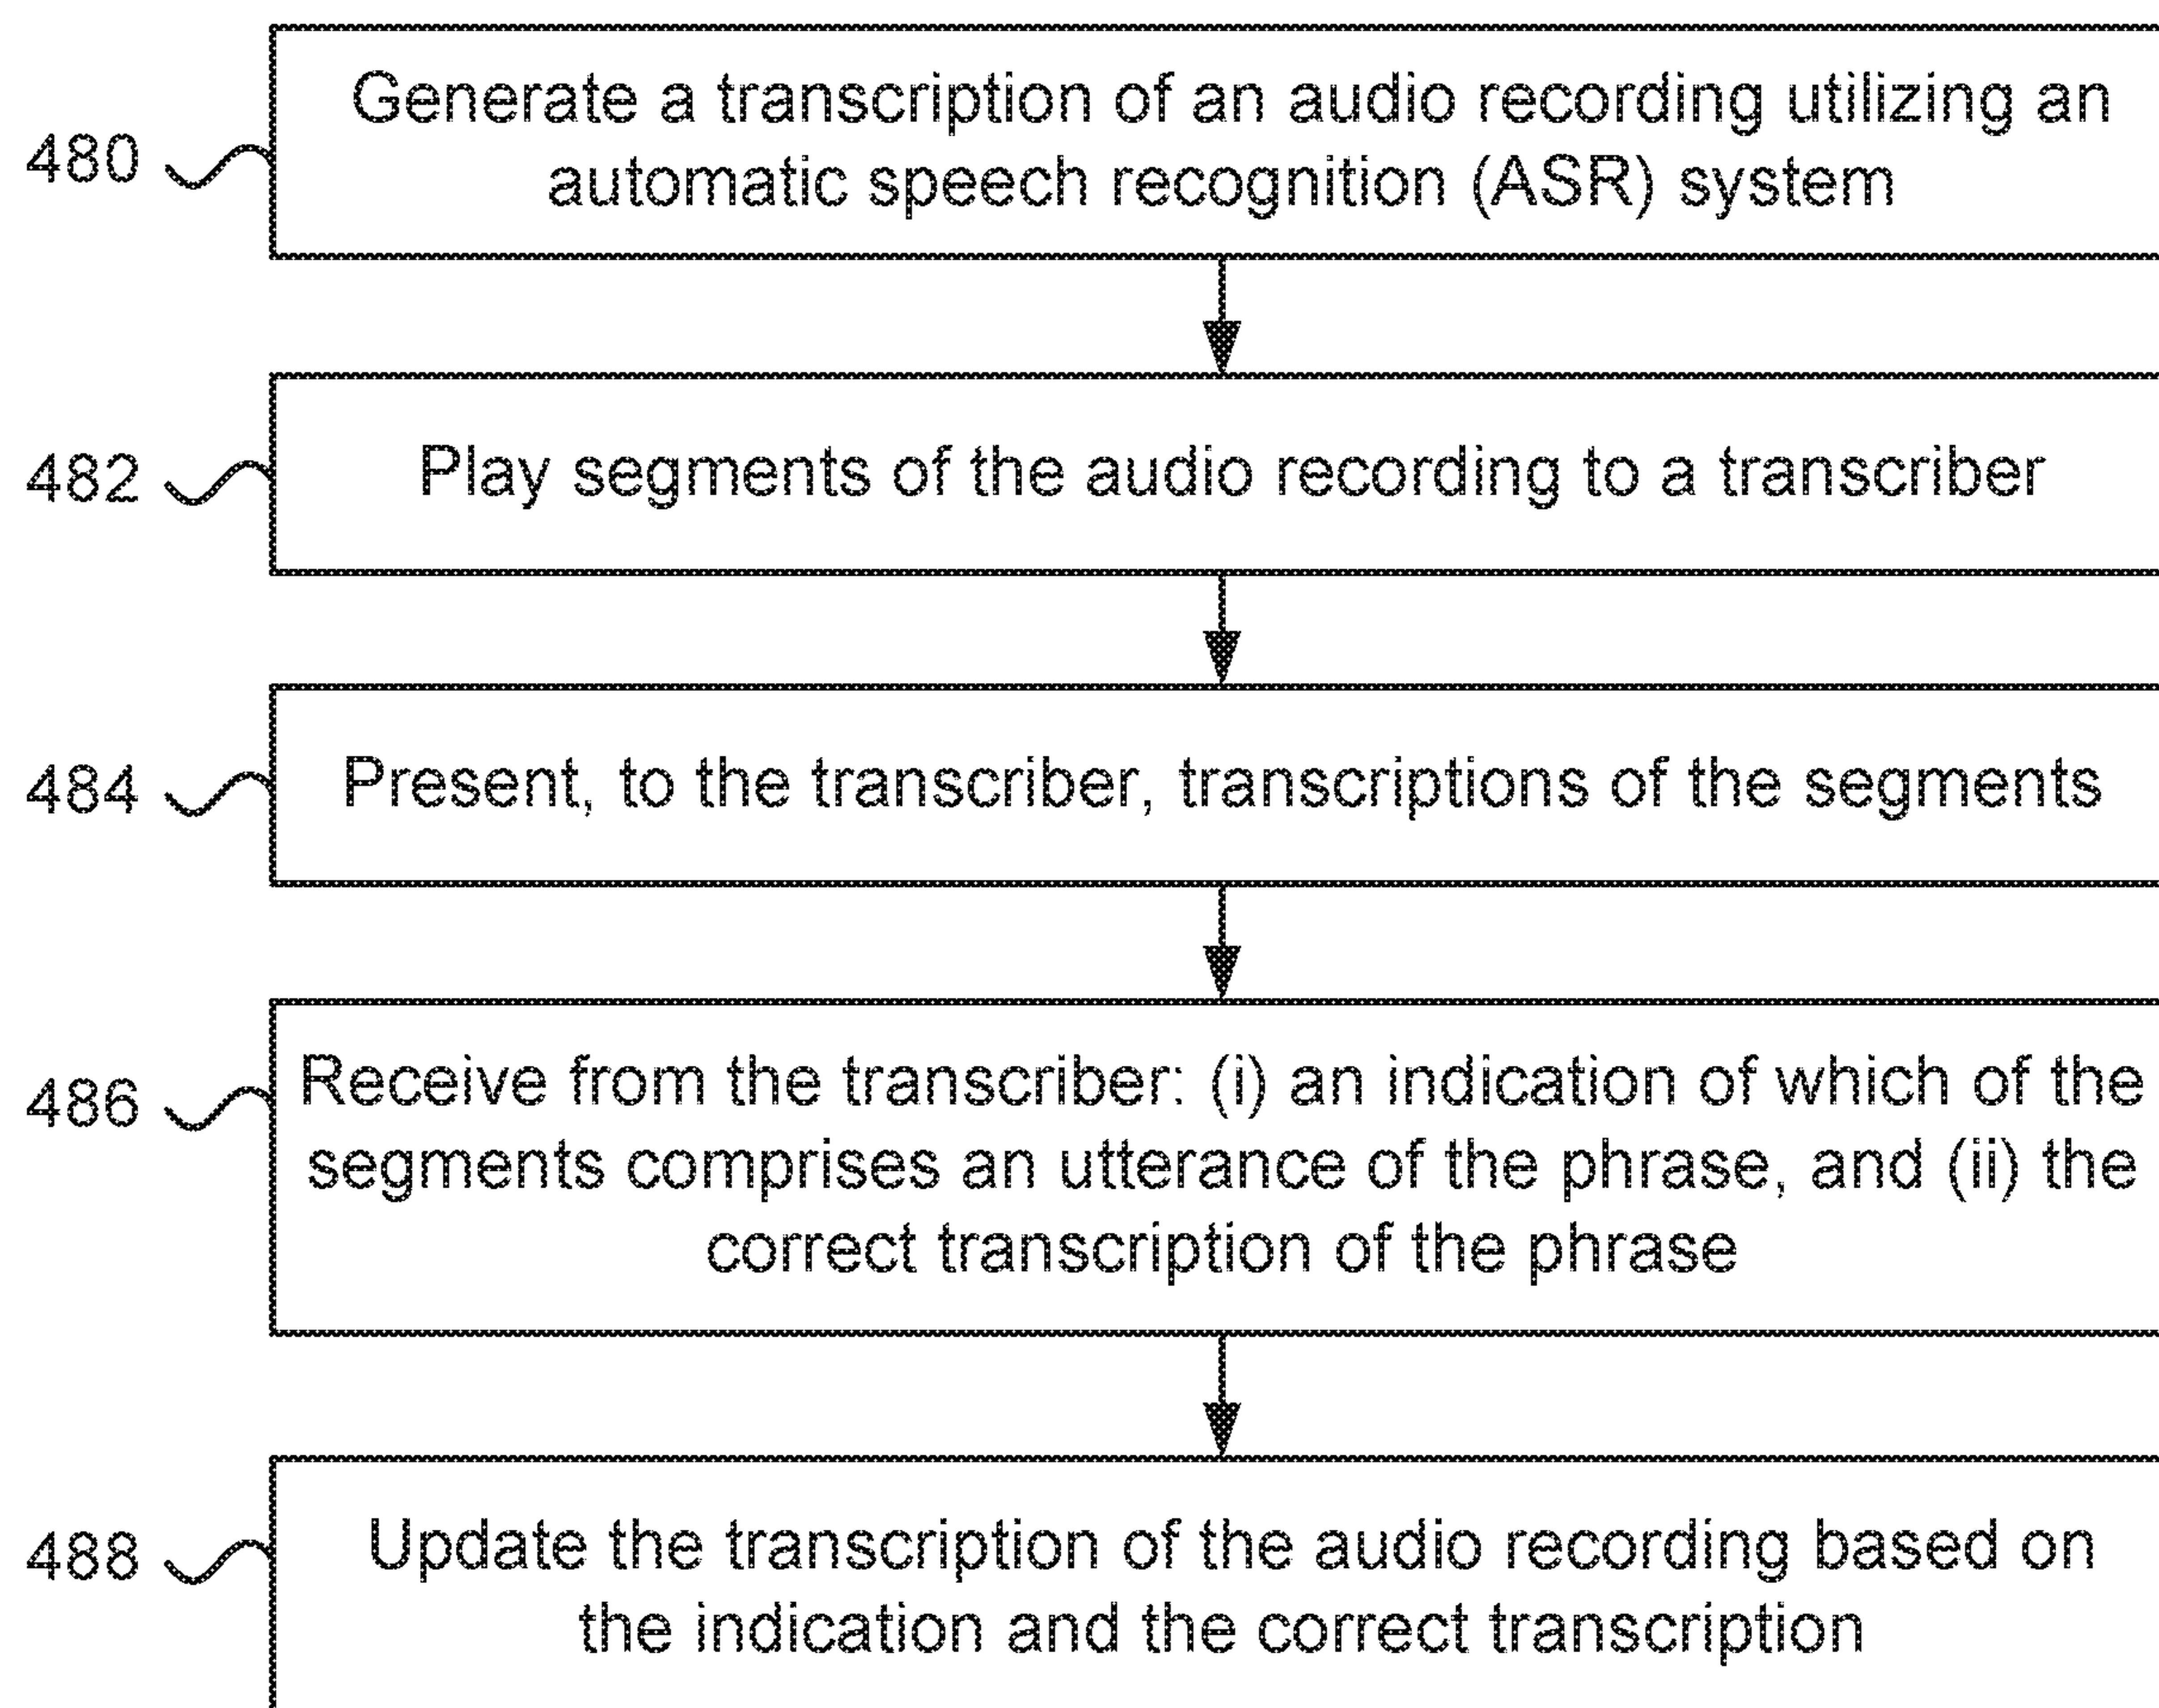 Generate a transcription of an audio recording utilizing an
automatic speech recognition (ASR) system
480
Play segments of the audio recording to a transcriber
482
Present, to the transcriber, transcriptions of the segments
484
Receive from the transcriber: (i) an indication of which of the
segments comprises an utterance of the phrase, and (ii) the
correct transcription of the phrase
486
Update the transcription of the audio recording based on
the indication and the correct transcription
488